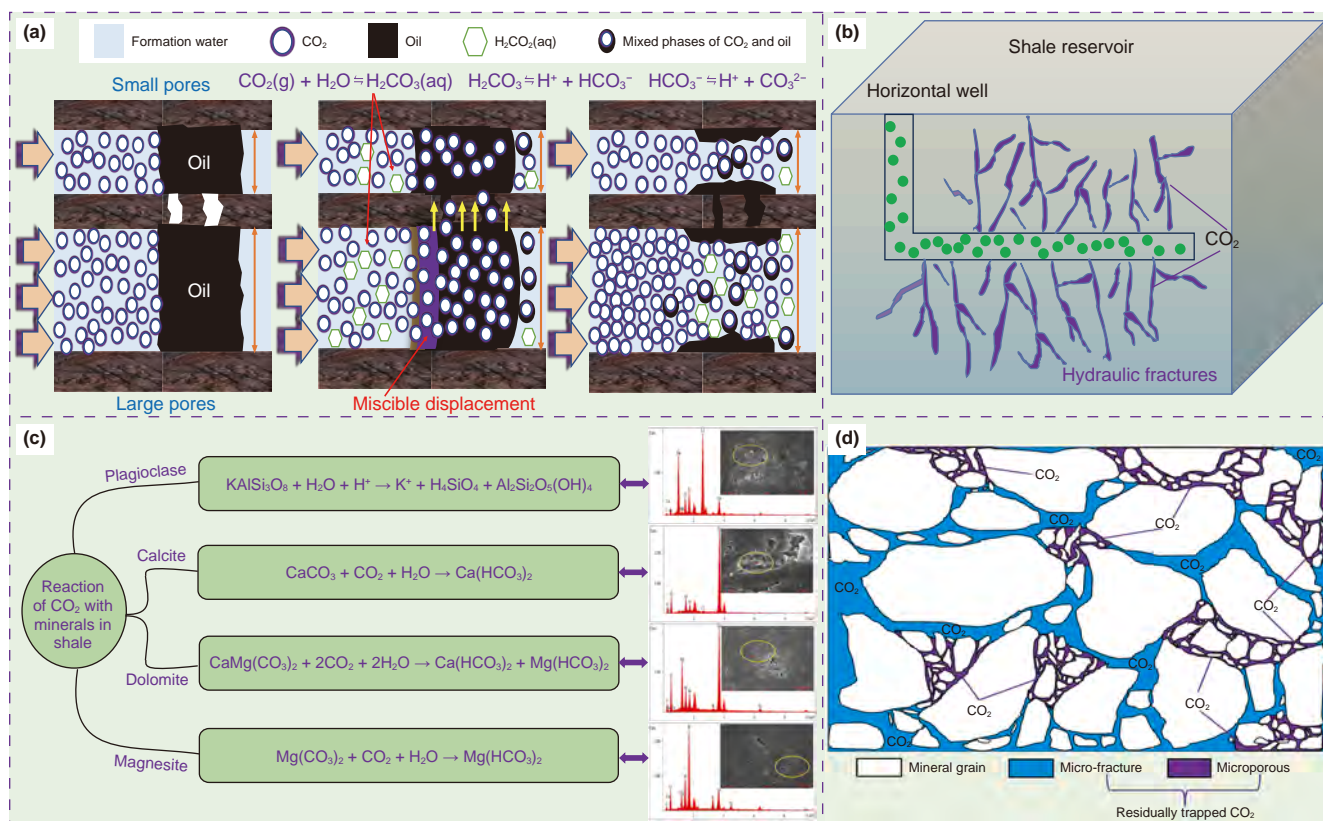 (a)
Formation water
CO₂
Oil
H₂CO₂(aq)
Mixed phases of CO₂ and oil
Small pores
CO₂(g) + H₂O ⇋ H₂CO₃(aq)
H₂CO₃ ⇋ H⁺ + HCO₃⁻
HCO₃⁻ ⇋ H⁺ + CO₃²⁻
Oil
Oil
Large pores
Miscible displacement
(b)
Shale reservoir
Horizontal well
CO₂
Hydraulic fractures
(c)
Reaction
of CO₂ with
minerals in
shale
Plagioclase
KAlSi₃O₈ + H₂O + H⁺ → K⁺ + H₄SiO₄ + Al₂Si₂O₅(OH)₄
Calcite
CaCO₃ + CO₂ + H₂O → Ca(HCO₃)₂
CaMg(CO₃)₂ + 2CO₂ + 2H₂O → Ca(HCO₃)₂ + Mg(HCO₃)₂
Dolomite
Mg(CO₃)₂ + CO₂ + H₂O → Mg(HCO₃)₂
Magnesite
(d)
CO₂
CO₂
CO₂
CO₂
CO₂
CO₂
CO₂
CO₂
CO₂
CO₂
CO₂
CO₂
CO₂
Mineral grain
Micro-fracture
Microporous
Residually trapped CO₂